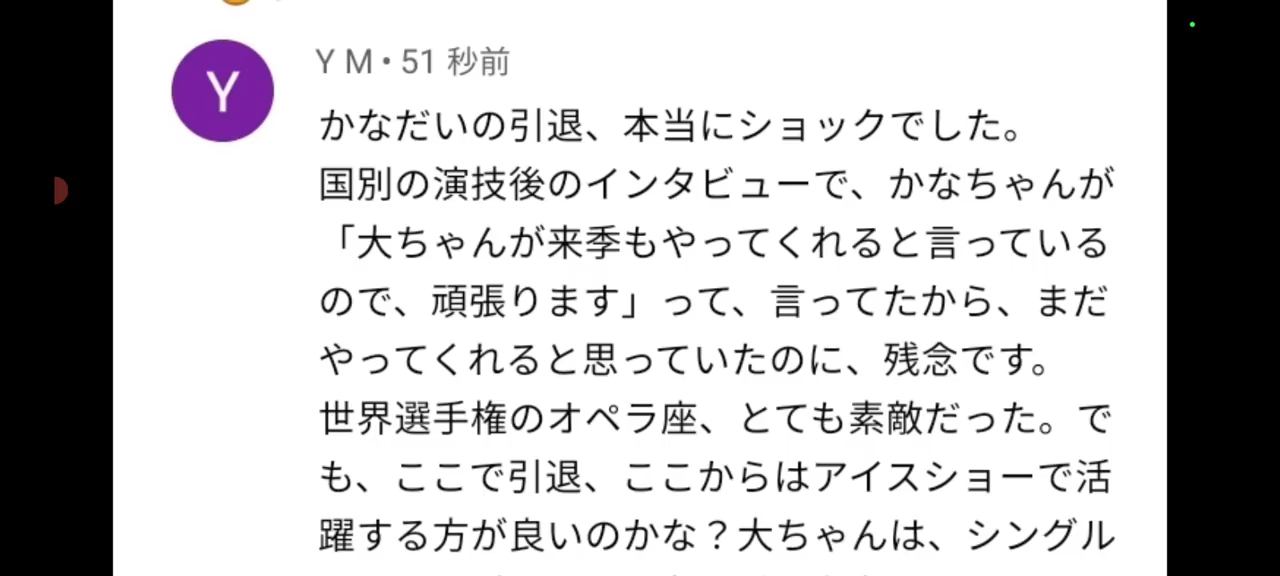 Y
Y M • 51 秒前
かなだいの引退、本当にショックでした。
国別の演技後のインタビューで、かなちゃんが
「大ちゃんが来季もやってくれると言っている
ので、頑張ります」って、言ってたから、まだ
やってくれると思っていたのに、残念です。
世界選手権のオペラ座、とても素敵だった。で
も、ここで引退、ここからはアイスショーで活
躍する方が良いのかな？大ちゃんは、シングル